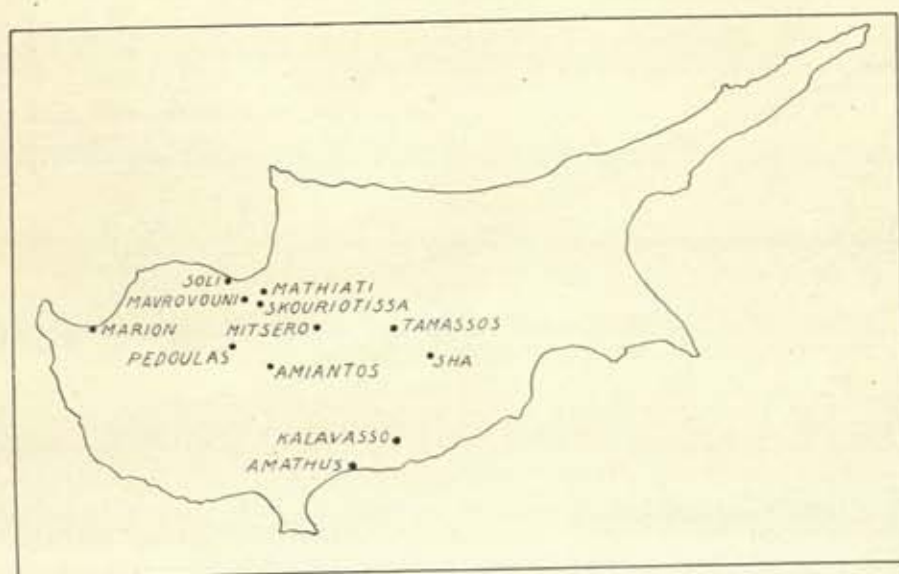 SOLI
MATHIATI
MAVROVOUNI
SKOURIOTISSA
MARION
MITSERO
TAMASSOS
PEDOULAS
SHA
AMIANTOS
KALAVASSO
AMATHUS